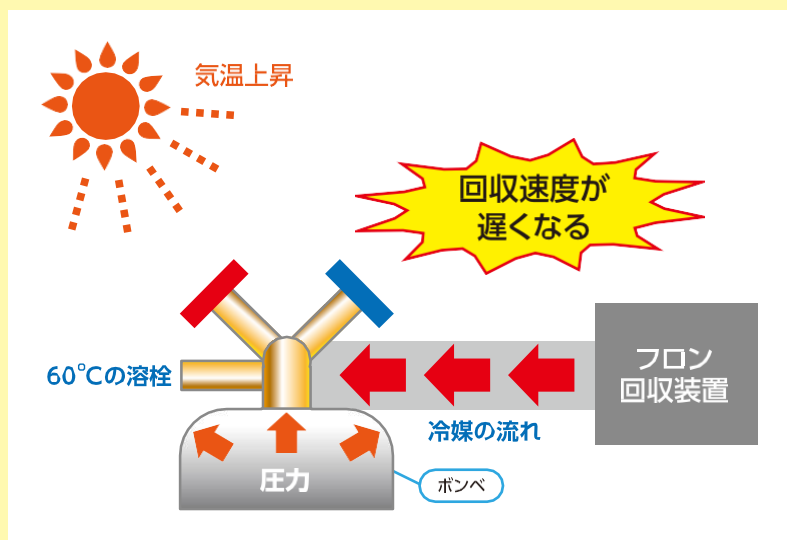 気温上昇
回収速度が
遅くなる
60℃の溶栓
フロン
回収装置
冷媒の流れ
圧力
ボンベ